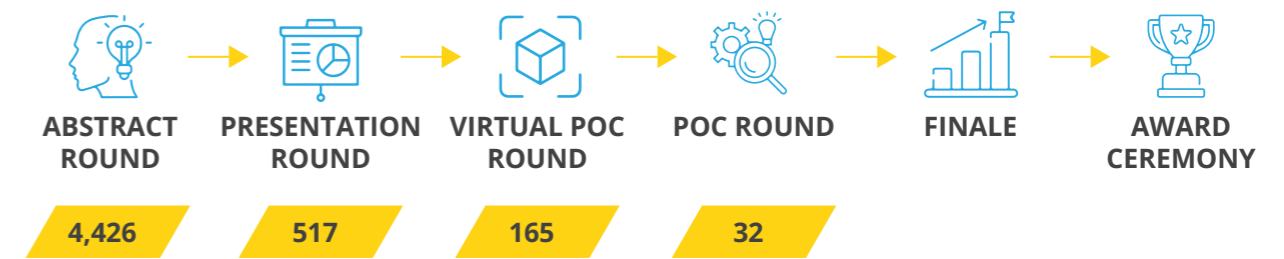 ABSTRACT
ROUND
PRESENTATION
ROUND
VIRTUAL POC
ROUND
POC ROUND
FINALE
AWARD
CEREMONY
4,426
517
165
32